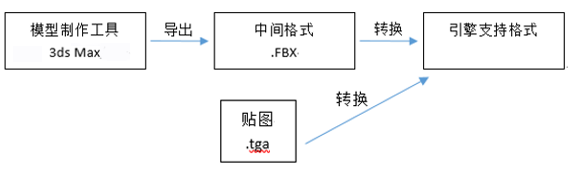 模型制作工具
3ds Max
导出
中间格式
.FBX
转换
引擎支持格式
贴图
.tga
转换